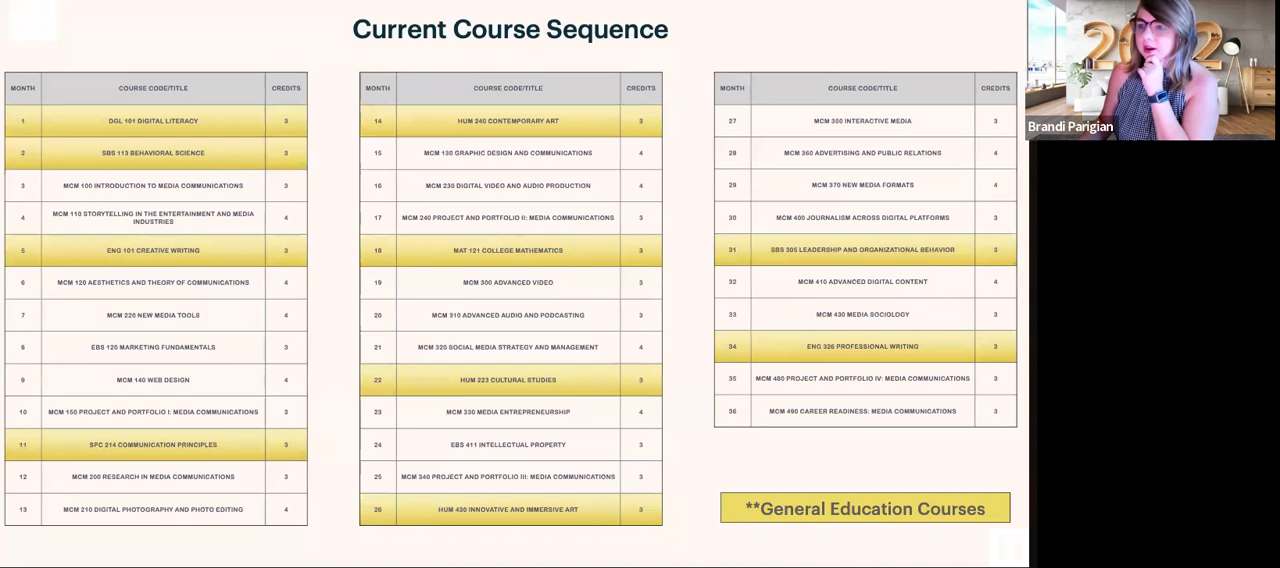 Current Course Sequence
MONTH COURSE CODE/TITLE CREDITS
1 DGL 101 DIGITAL LITERACY 3
2 SBS 113 BEHAVIORAL SCIENCE 3
3 MCM 100 INTRODUCTION TO MEDIA COMMUNICATIONS 3
4 MCM 110 STORYTELLING IN THE ENTERTAINMENT AND MEDIA
INDUSTRIES 4
5 ENG 101 CREATIVE WRITING 3
6 MCM 120 AESTHETICS AND THEORY OF COMMUNICATIONS 4
7 MCM 220 NEW MEDIA TOOLS 4
8 EBS 120 MARKETING FUNDAMENTALS 3
9 MCM 140 WEB DESIGN 4
10 MCM 150 PROJECT AND PORTFOLIO I: MEDIA COMMUNICATIONS 3
11 SPC 214 COMMUNICATION PRINCIPLES 3
12 MCM 200 RESEARCH IN MEDIA COMMUNICATIONS 3
13 MCM 210 DIGITAL PHOTOGRAPHY AND PHOTO EDITING 4
MONTH COURSE CODE/TITLE CREDITS
14 HUM 240 CONTEMPORARY ART 3
15 MCM 130 GRAPHIC DESIGN AND COMMUNICATIONS 4
16 MCM 230 DIGITAL VIDEO AND AUDIO PRODUCTION 4
17 MCM 240 PROJECT AND PORTFOLIO II: MEDIA COMMUNICATIONS 3
18 MAT 121 COLLEGE MATHEMATICS 3
19 MCM 300 ADVANCED VIDEO 3
20 MCM 310 ADVANCED AUDIO AND PODCASTING 3
21 MCM 320 SOCIAL MEDIA STRATEGY AND MANAGEMENT 4
22 HUM 223 CULTURAL STUDIES 3
23 MCM 330 MEDIA ENTREPRENEURSHIP 4
24 EBS 411 INTELLECTUAL PROPERTY 3
25 MCM 340 PROJECT AND PORTFOLIO III: MEDIA COMMUNICATIONS 3
26 HUM 430 INNOVATIVE AND IMMERSIVE ART 3
MONTH COURSE CODE/TITLE CREDITS
27 MCM 350 INTERACTIVE MEDIA 3
28 MCM 360 ADVERTISING AND PUBLIC RELATIONS 4
29 MCM 370 NEW MEDIA FORMATS 4
30 MCM 400 JOURNALISM ACROSS DIGITAL PLATFORMS 3
31 SBS 305 LEADERSHIP AND ORGANIZATIONAL BEHAVIOR 3
32 MCM 410 ADVANCED DIGITAL CONTENT 4
33 MCM 430 MEDIA SOCIOLOGY 3
34 ENG 326 PROFESSIONAL WRITING 3
35 MCM 480 PROJECT AND PORTFOLIO IV: MEDIA COMMUNICATIONS 3
36 MCM 490 CAREER READINESS: MEDIA COMMUNICATIONS 3
**General Education Courses
Brandi Parigian